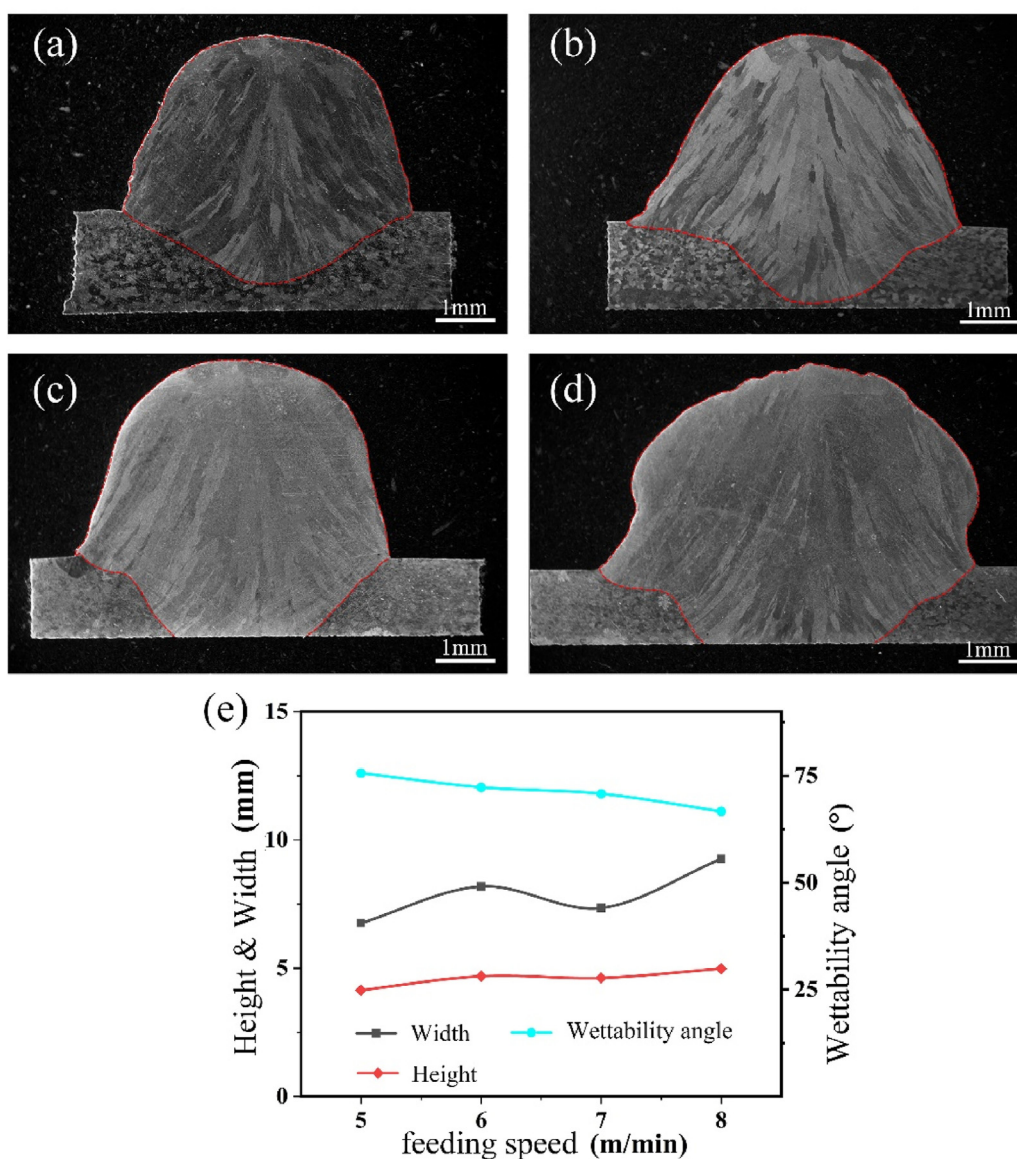 (a)
1mm
(b)
1mm
(c)
1mm
(d)
1mm
(e)
15
10
5
0
Height & Width (mm)
75
50
25
Wettability angle (°)
Width
Wettability angle
Height
5 6 7 8
feeding speed (m/min)